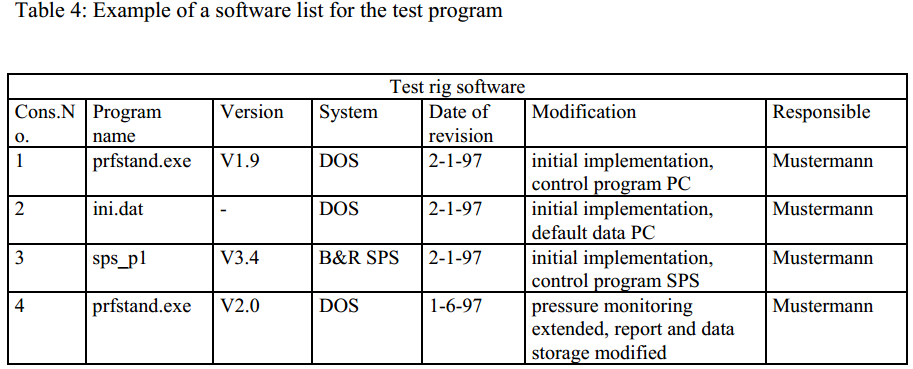 Table 4: Example of a software list for the test program
Test rig software
Cons.N Program Version System Date of Modification Responsible
o. name revision
1 prfstand.exe V1.9 DOS 2-1-97 initial implementation, Mustermann
control program PC
2 ini.dat - DOS 2-1-97 initial implementation, Mustermann
default data PC
3 sps_p1 V3.4 B&R SPS 2-1-97 initial implementation, Mustermann
control program SPS
4 prfstand.exe V2.0 DOS 1-6-97 pressure monitoring Mustermann
extended, report and data
storage modified